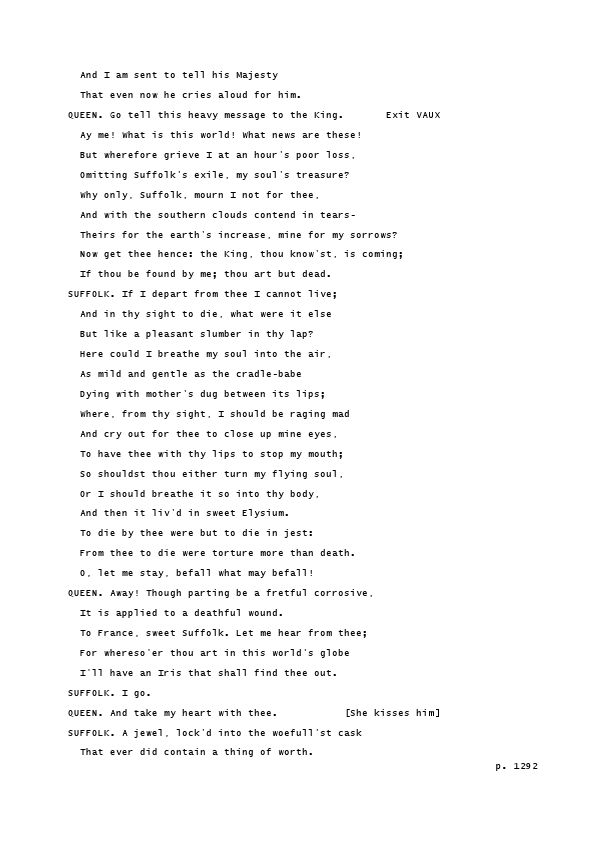 And I am sent to tell his Majesty
That even now he cries aloud for him.
QUEEN. Go tell this heavy message to the King. Exit VAUX
Ay me! What is this world! What news are these!
But wherefore grieve I at an hour's poor loss,
Omitting Suffolk's exile, my soul's treasure?
Why only, Suffolk, mourn I not for thee,
And with the southern clouds contend in tears-
Theirs for the earth's increase, mine for my sorrows?
Now get thee hence: the King, thou know'st, is coming;
If thou be found by me; thou art but dead.
SUFFOLK. If I depart from thee I cannot live;
And in thy sight to die, what were it else
But like a pleasant slumber in thy lap?
Here could I breathe my soul into the air,
As mild and gentle as the cradle-babe
Dying with mother's dug between its lips;
Where, from thy sight, I should be raging mad
And cry out for thee to close up mine eyes,
To have thee with thy lips to stop my mouth;
So shouldst thou either turn my flying soul,
Or I should breathe it so into thy body,
And then it liv'd in sweet Elysium.
To die by thee were but to die in jest:
From thee to die were torture more than death.
O, let me stay, befall what may befall!
QUEEN. Away! Though parting be a fretful corrosive,
It is applied to a deathful wound.
To France, sweet Suffolk. Let me hear from thee;
For whereso'er thou art in this world's globe
I'll have an Iris that shall find thee out.
SUFFOLK. I go.
QUEEN. And take my heart with thee. [She kisses him]
SUFFOLK. A jewel, lock'd into the woefull'st cask
That ever did contain a thing of worth.
p. 1292